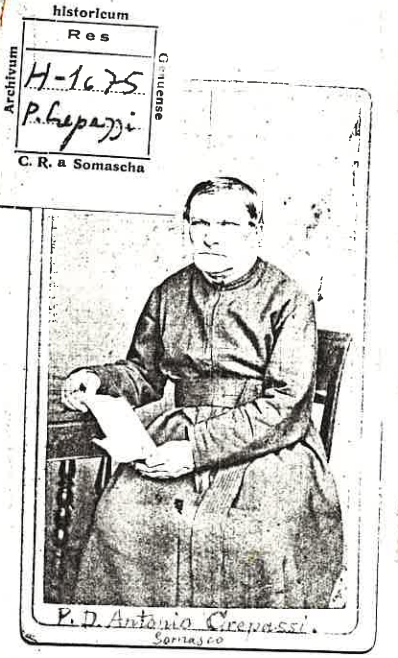 historicum
Res
Archivum
H-1675
P. Crepazzi
Genuense
C. R. a Somascha
P. D. Antonio Crepassi.
Somasco